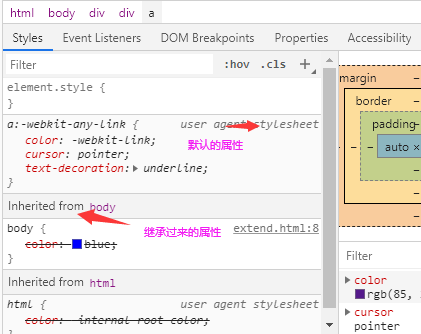 html body div div a
Styles Event Listeners DOM Breakpoints Properties Accessibility
Filter :hov .cls +
element.style {
}
margin
a:-webkit-any-link { user agent stylesheet
border
color: -webkit-link;
默认的属性
padding-
cursor: pointer;
auto ×
text-decoration: underline;
}
Inherited from body
body { extend.html:8
继承过来的属性
color: blue;
}
Filter
Inherited from html
color
rgb(85,
html { user agent stylesheet
cursor
color: -internal-root-color;
pointer